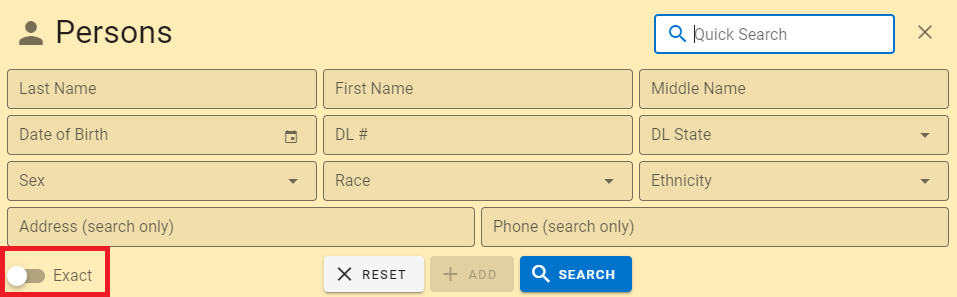 Persons
Quick Search
Last Name
First Name
Middle Name
Date of Birth
DL #
DL State
Sex
Race
Ethnicity
Address (search only)
Phone (search only)
Exact
RESET
ADD
SEARCH